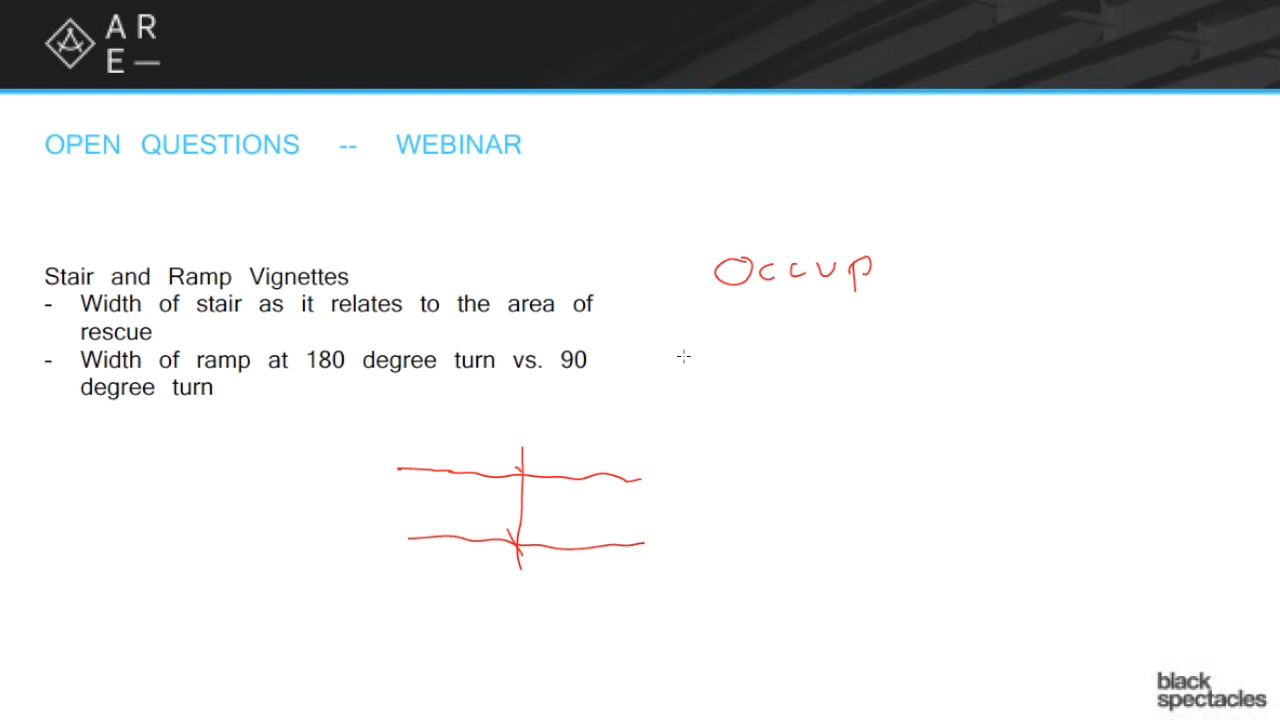 A R
E —
OPEN QUESTIONS -- WEBINAR
Stair and Ramp Vignettes
- Width of stair as it relates to the area of
rescue
- Width of ramp at 180 degree turn vs. 90
degree turn
Occup
black
spectacles